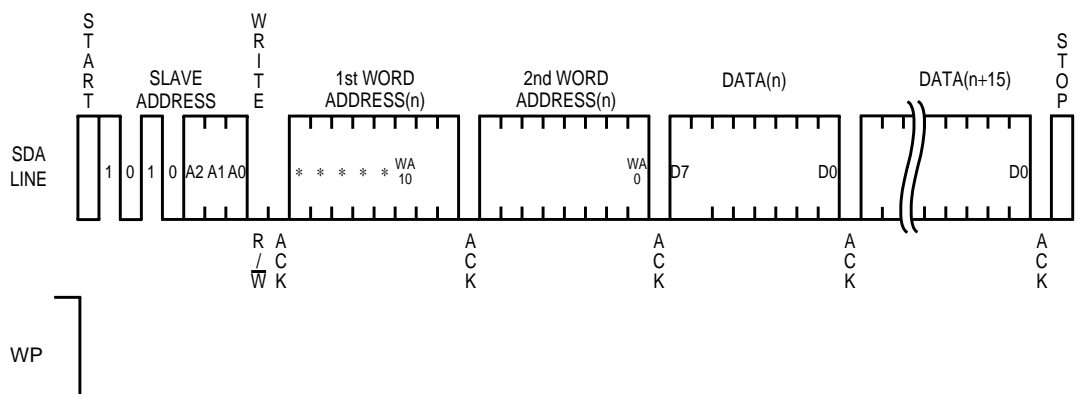 START
WRITE
STOP
SLAVE
ADDRESS
1st WORD
ADDRESS(n)
2nd WORD
ADDRESS(n)
DATA(n)
DATA(n+15)
SDA
LINE
1 0 1 0 A2 A1 A0
* * * * * WA
10
WA
0
D7
D0
D0
R/W
ACK
ACK
ACK
ACK
ACK
WP